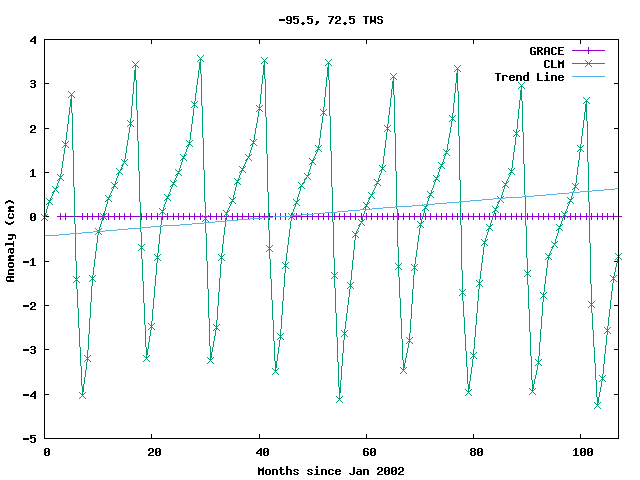 -95.5, 72.5 TWS
GRACE
CLM
Trend Line
4
3
2
1
0
-1
-2
-3
-4
-5
Anomaly (cm)
0 20 40 60 80 100
Months since Jan 2002